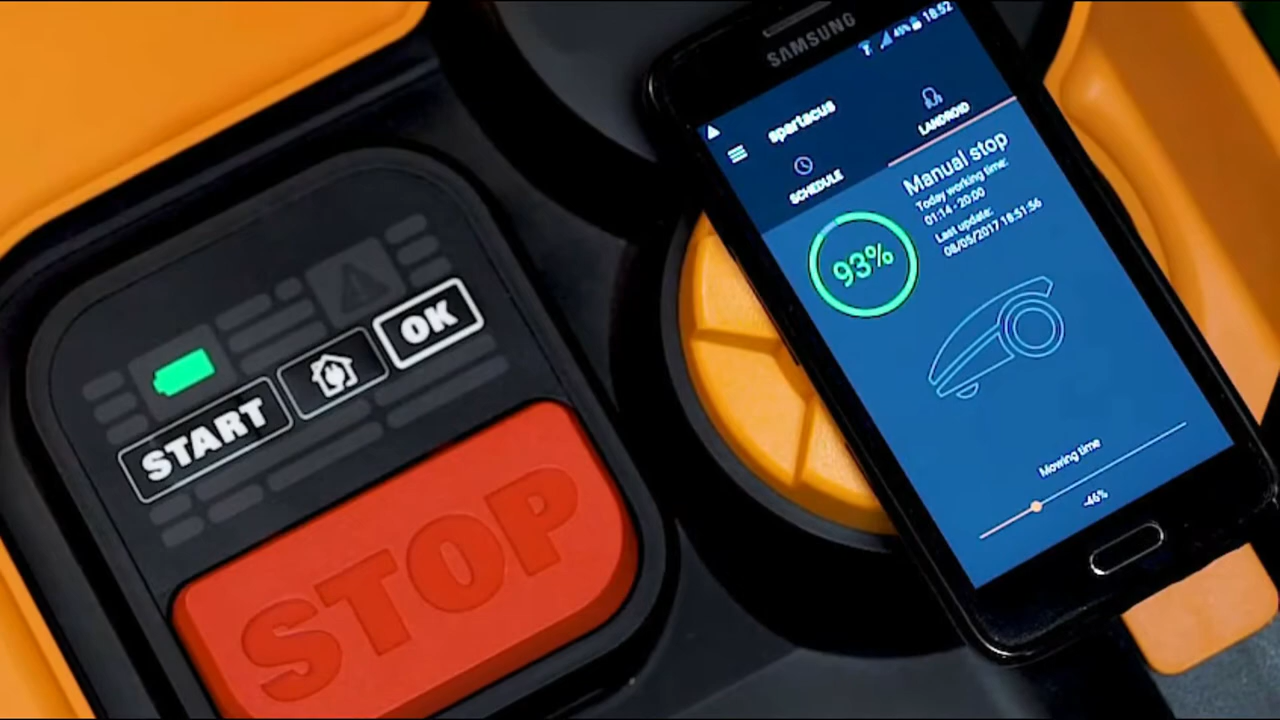 START
OK
STOP
SAMSUNG
45% 18:52
spartacus
SCHEDULE
LANDROID
Manual stop
Today working time:
01:14 - 20:00
Last update:
08/05/2017 18:51:56
93%
Mowing time
-46%